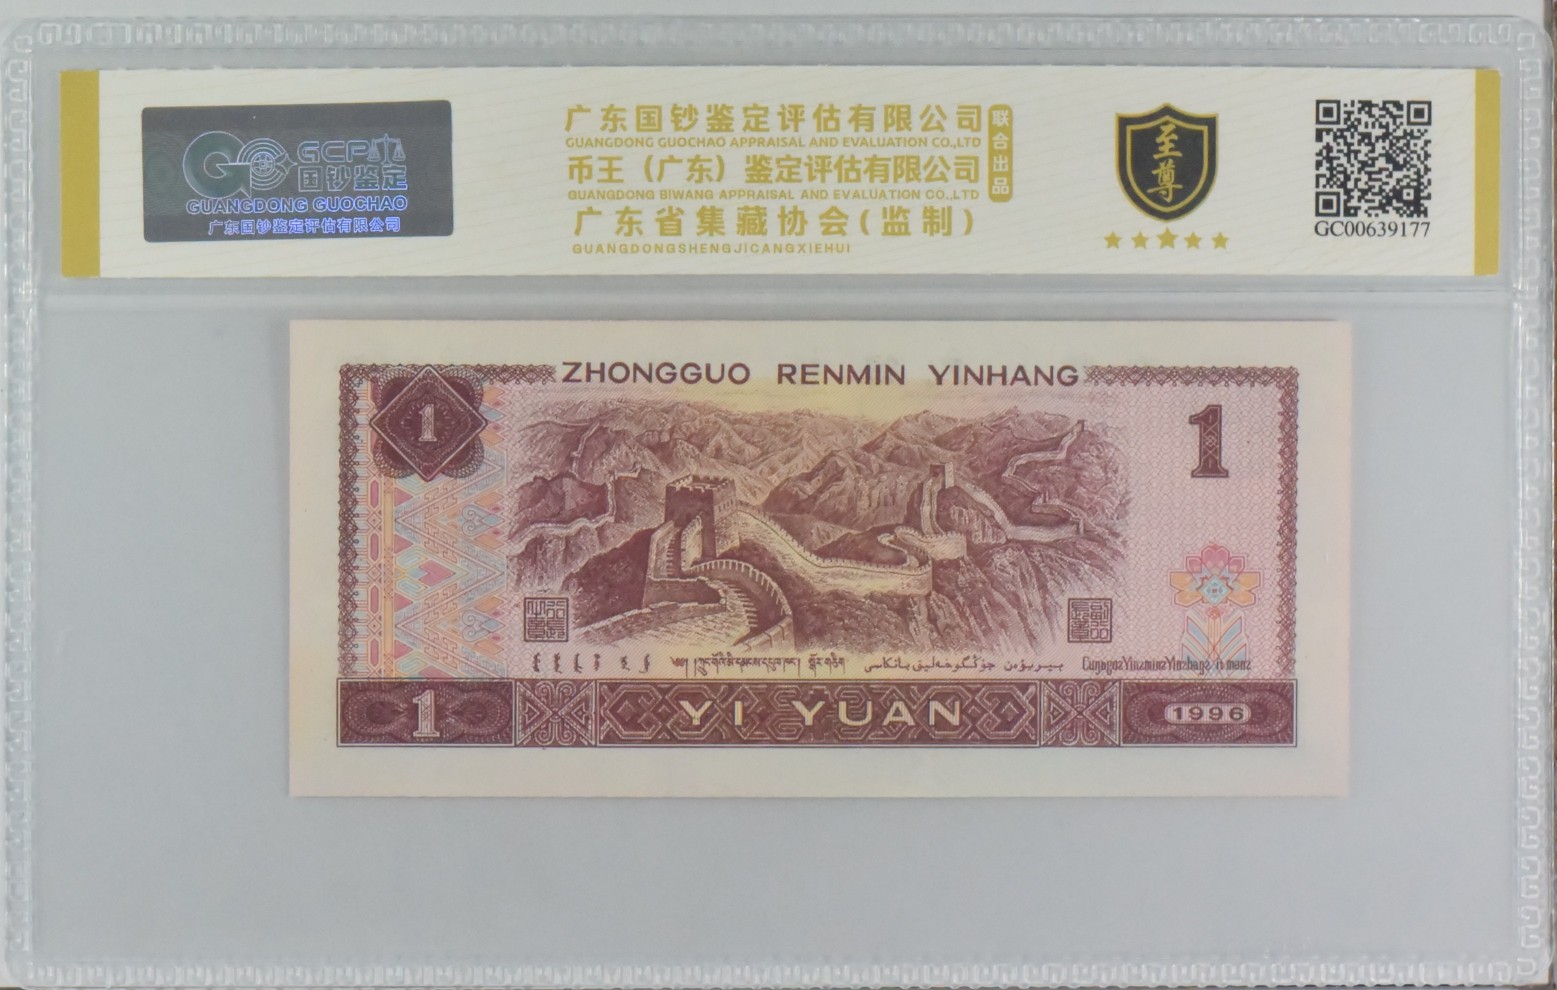 GCP
国钞鉴定
GUANGDONG GUOCHAO
广东国钞鉴定评估有限公司
广东国钞鉴定评估有限公司
GUANGDONG GUOCHAO APPRAISAL AND EVALUATION CO.,LTD
币王（广东）鉴定评估有限公司
GUANGDONG BIWANG APPRAISAL AND EVALUATION CO.,LTD
广东省集藏协会(监制)
GUANGDONGSHENGJICANGXIEHUI
联合出品
至尊
GC00639177
ZHONGGUO RENMIN YINHANG
1
1
1
YI YUAN
1996